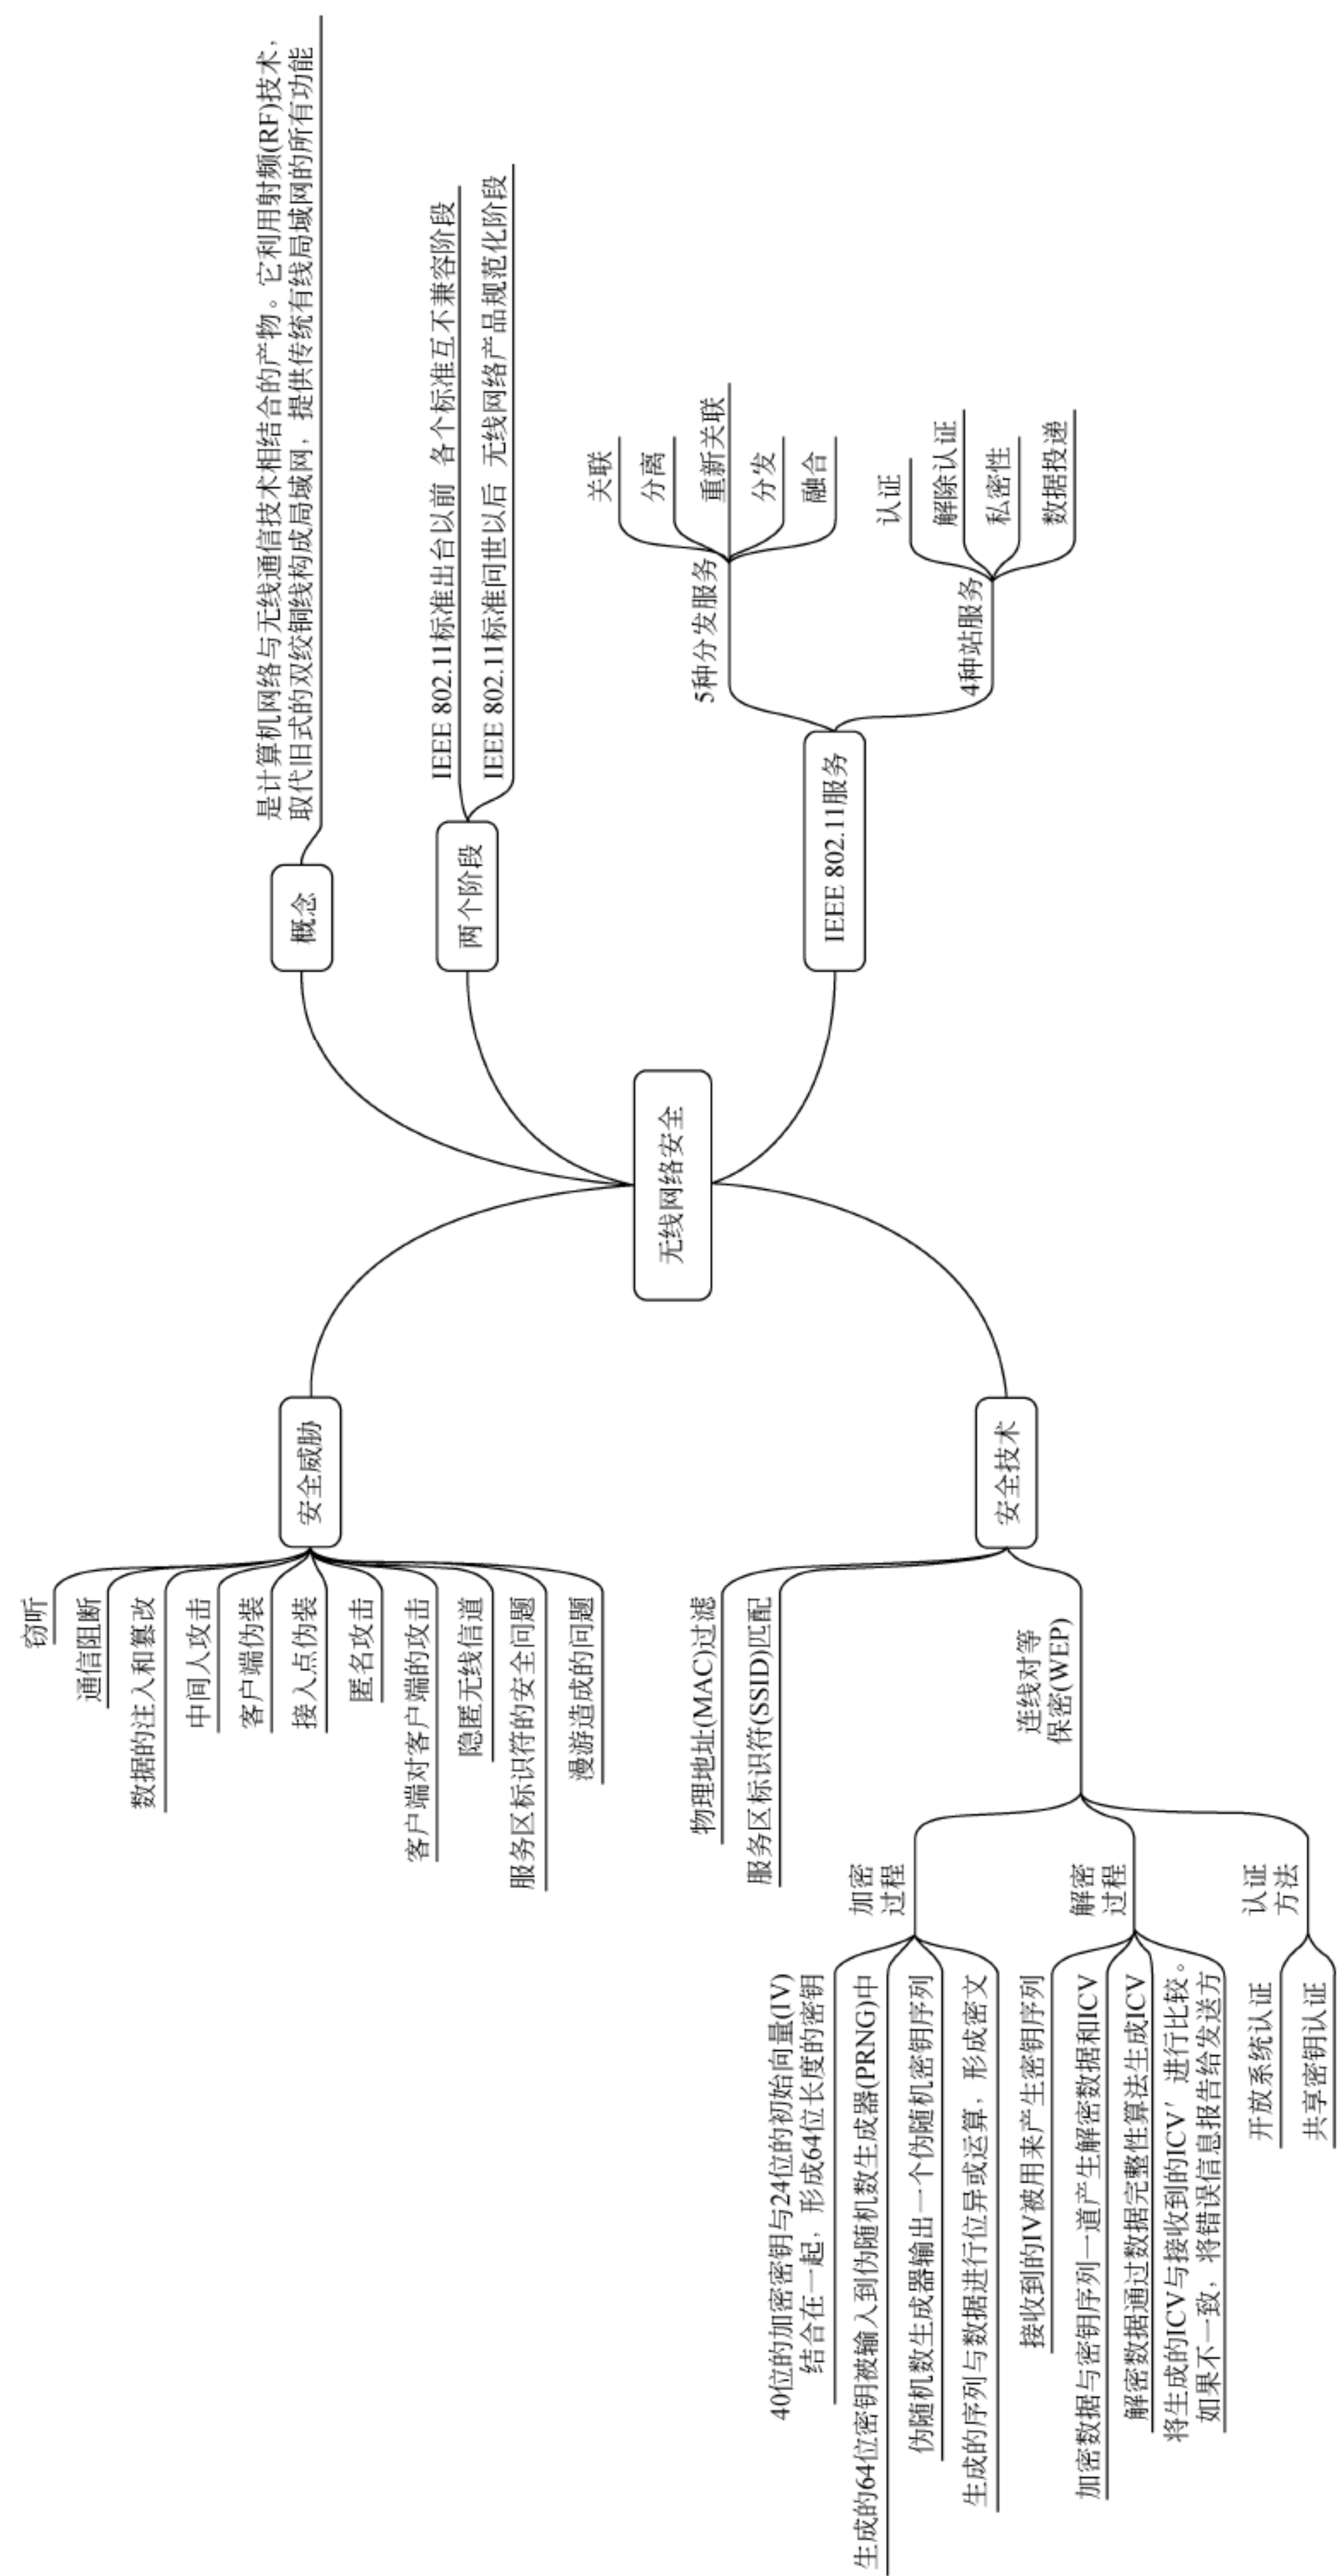 无线网络安全
概念
是计算机网络与无线通信技术相结合的产物。它利用射频(RF)技术，
取代旧式的双绞铜线构成局域网，提供传统有线局域网的所有功能
两个阶段
IEEE 802.11标准出台以前 各个标准互不兼容阶段
IEEE 802.11标准问世以后 无线网络产品规范化阶段
IEEE 802.11服务
5种分发服务
关联
分离
重新关联
分发
融合
4种站服务
认证
解除认证
私密性
数据投递
安全威胁
窃听
通信阻断
数据的注入和篡改
中间人攻击
客户端伪装
接入点伪装
匿名攻击
客户端对客户端的攻击
隐匿无线信道
服务区标识符的安全问题
漫游造成的问题
安全技术
物理地址(MAC)过滤
服务区标识符(SSID)匹配
连线对等
保密(WEP)
加密
过程
40位的加密密钥与24位的初始向量(IV)
结合在一起，形成64位长度的密钥
生成的64位密钥被输入到伪随机数生成器(PRNG)中
伪随机数生成器输出一个伪随机密钥序列
生成的序列与数据进行位异或运算，形成密文
解密
过程
接收到的IV被用来产生密钥序列
加密数据与密钥序列一道产生解密数据和ICV
解密数据通过数据完整性算法生成ICV
将生成的ICV与接收到的ICV′进行比较。
如果不一致，将错误信息报告给发送方
认证
方法
开放系统认证
共享密钥认证